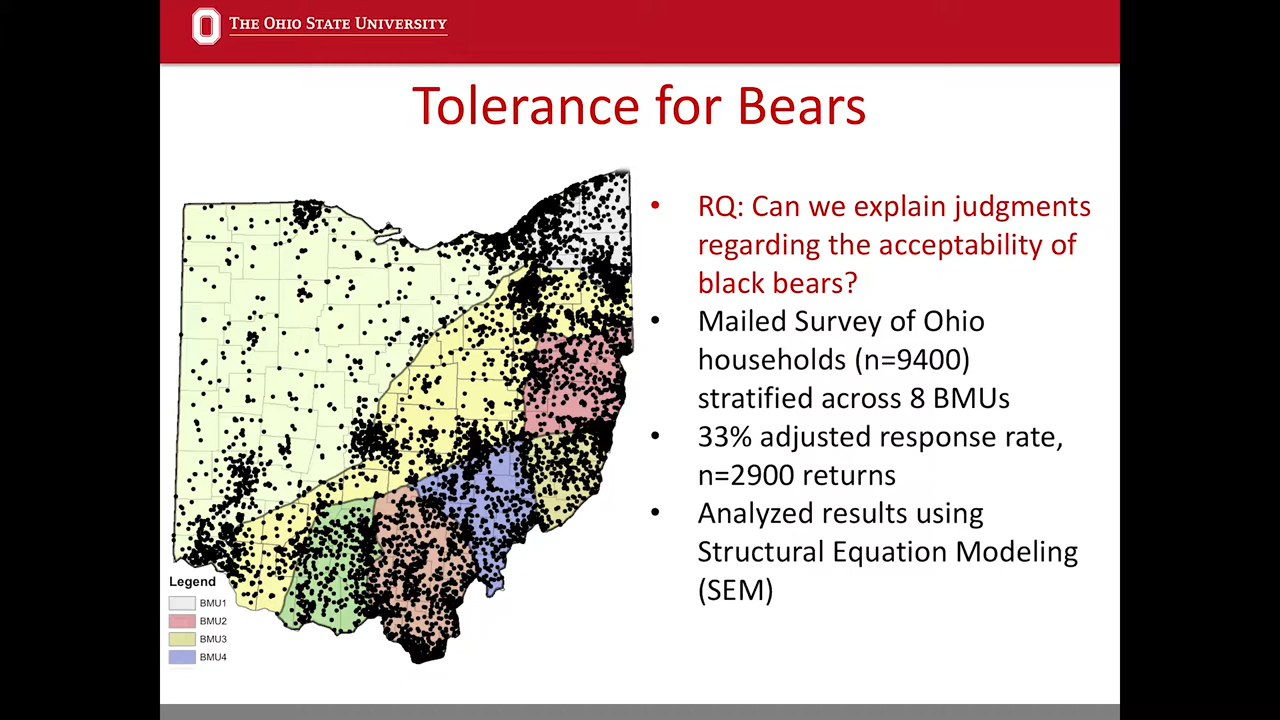 THE OHIO STATE UNIVERSITY
Tolerance for Bears
• RQ: Can we explain judgments
regarding the acceptability of
black bears?
• Mailed Survey of Ohio
households (n=9400)
stratified across 8 BMUs
• 33% adjusted response rate,
n=2900 returns
• Analyzed results using
Structural Equation Modeling
(SEM)
Legend
BMU1
BMU2
BMU3
BMU4